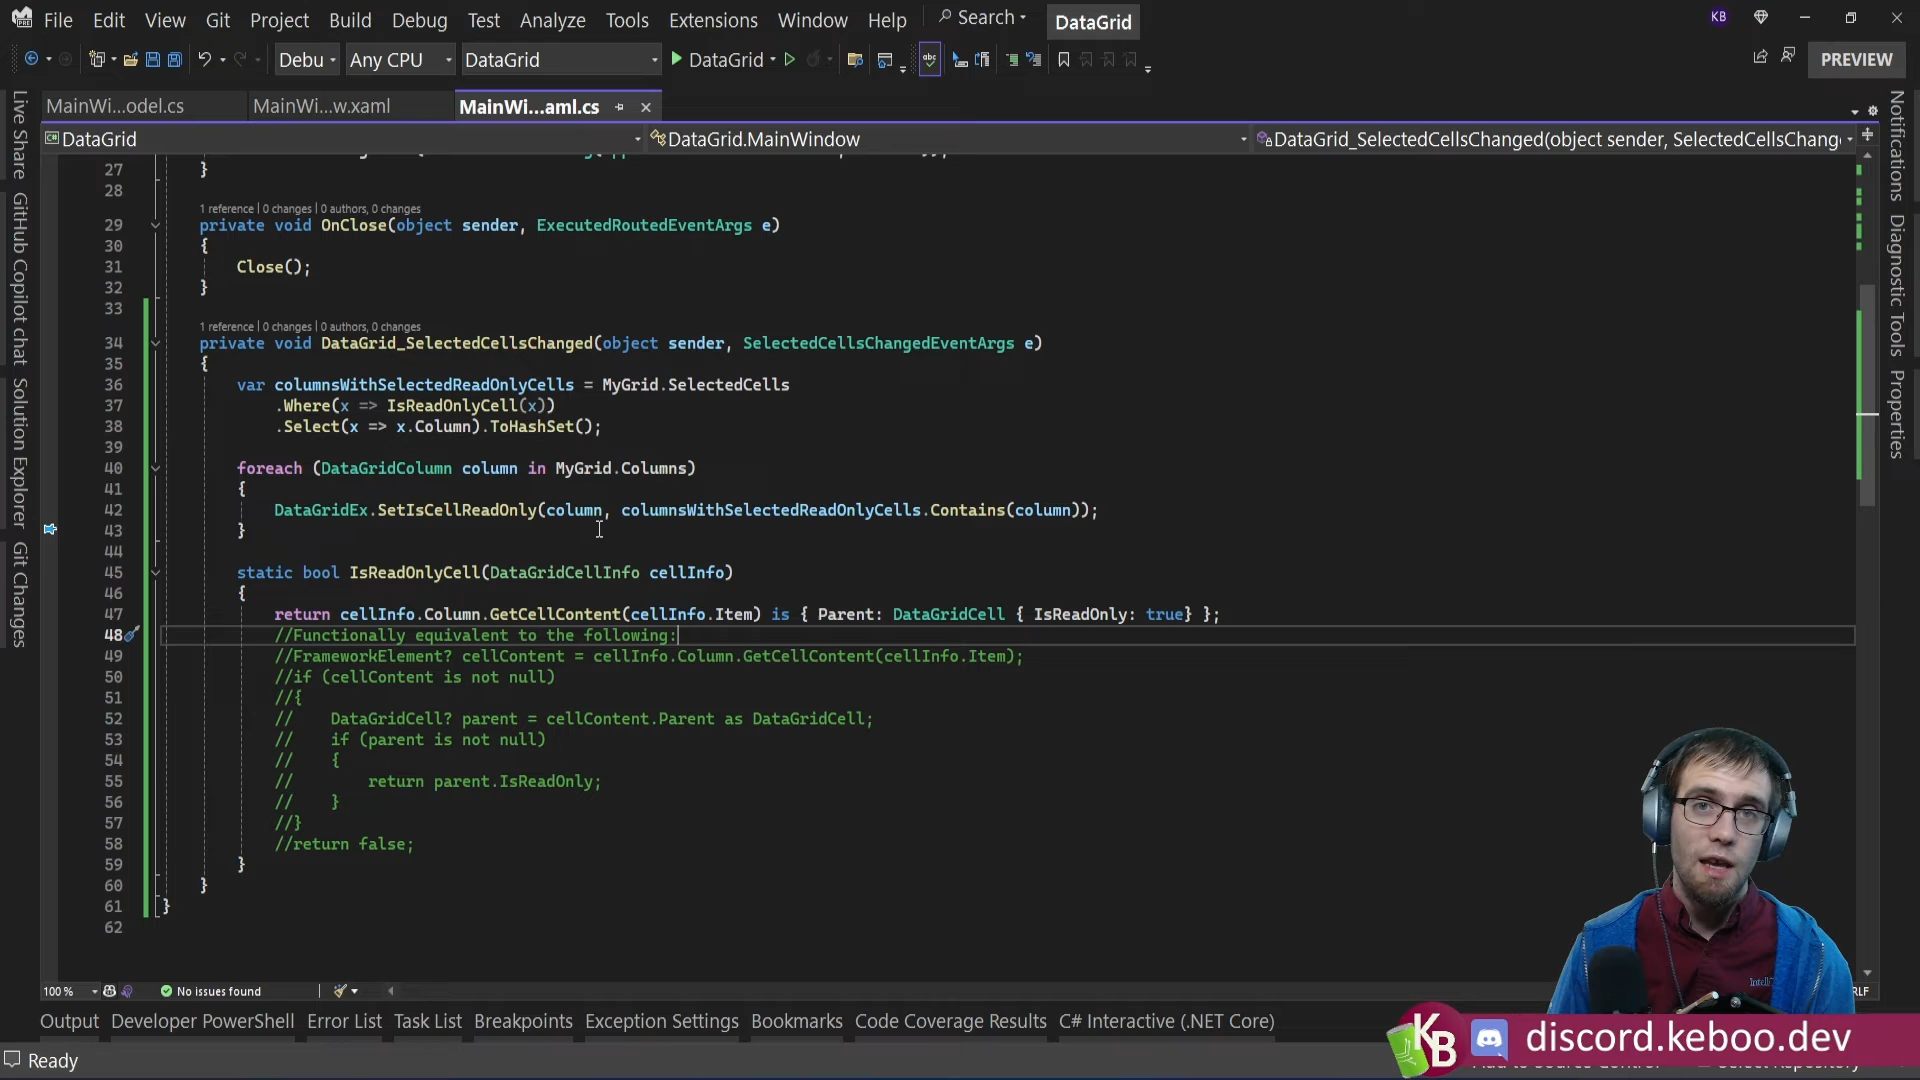 File Edit View Git Project Build Debug Test Analyze Tools Extensions Window Help Search DataGrid KB
Debu Any CPU DataGrid DataGrid PREVIEW
MainWi...odel.cs MainWi...w.xaml MainWi...aml.cs
DataGrid DataGrid.MainWindow DataGrid_SelectedCellsChanged(object sender, SelectedCellsChang
Live Share
GitHub Copilot chat
Solution Explorer
Git Changes
Notifications
Diagnostic Tools
Properties
27 }
28
1 reference | 0 changes | 0 authors, 0 changes
29 private void OnClose(object sender, ExecutedRoutedEventArgs e)
30 {
31 Close();
32 }
33
1 reference | 0 changes | 0 authors, 0 changes
34 private void DataGrid_SelectedCellsChanged(object sender, SelectedCellsChangedEventArgs e)
35 {
36 var columnsWithSelectedReadOnlyCells = MyGrid.SelectedCells
37 .Where(x => IsReadOnlyCell(x))
38 .Select(x => x.Column).ToHashSet();
39
40 foreach (DataGridColumn column in MyGrid.Columns)
41 {
42 DataGridEx.SetIsCellReadOnly(column, columnsWithSelectedReadOnlyCells.Contains(column));
43 }
44
45 static bool IsReadOnlyCell(DataGridCellInfo cellInfo)
46 {
47 return cellInfo.Column.GetCellContent(cellInfo.Item) is { Parent: DataGridCell { IsReadOnly: true} };
48 //Functionally equivalent to the following:
49 //FrameworkElement? cellContent = cellInfo.Column.GetCellContent(cellInfo.Item);
50 //if (cellContent is not null)
51 //{
52 // DataGridCell? parent = cellContent.Parent as DataGridCell;
53 // if (parent is not null)
54 // {
55 // return parent.IsReadOnly;
56 // }
57 //}
58 //return false;
59 }
60 }
61 }
62
100 % No issues found RLF
Output Developer PowerShell Error List Task List Breakpoints Exception Settings Bookmarks Code Coverage Results C# Interactive (.NET Core)
Ready
KB discord.keboo.dev